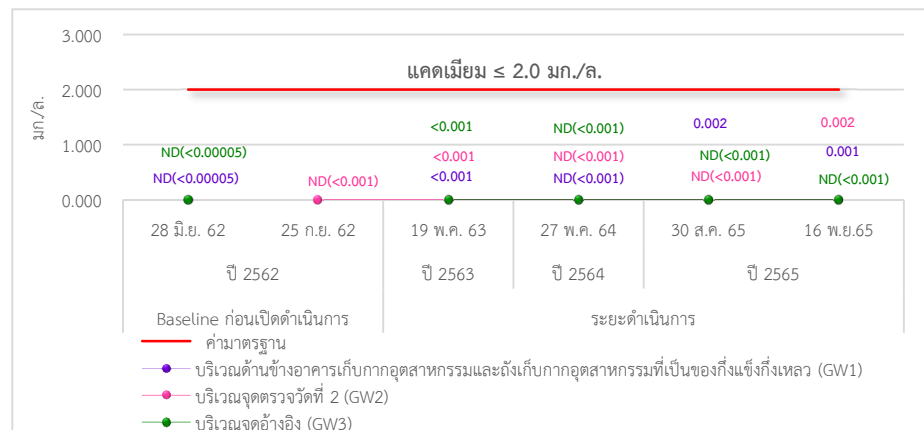 3.000
แคดเมียม ≤ 2.0 มก./ล.
2.000
มก./ล.
<0.001 ND(<0.001) 0.002 0.002
1.000
ND(<0.00005) <0.001 ND(<0.001) ND(<0.001) 0.001
ND(<0.00005) ND(<0.001) <0.001 ND(<0.001) ND(<0.001) ND(<0.001)
0.000
28 มิ.ย. 62 25 ก.ย. 62 19 พ.ค. 63 27 พ.ค. 64 30 ส.ค. 65 16 พ.ย.65
ปี 2562 ปี 2563 ปี 2564 ปี 2565
Baseline ก่อนเปิดดำเนินการ ระยะดำเนินการ
ค่ามาตรฐาน
บริเวณด้านข้างอาคารเก็บกากอุตสาหกรรมและถังเก็บกากอุตสาหกรรมที่เป็นของกึ่งแข็งกึ่งเหลว (GW1)
บริเวณจุดตรวจวัดที่ 2 (GW2)
บริเวณจุดอ้างอิง (GW3)